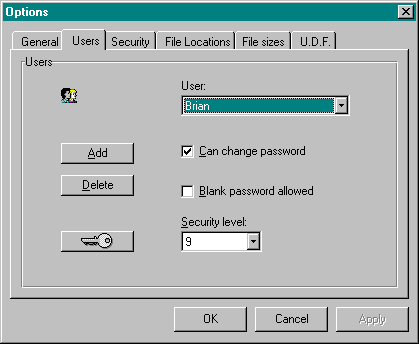 Options
General Users Security File Locations File sizes U.D.F.
Users
User:
Brian
Add
Can change password
Delete
Blank password allowed
Security level:
9
OK Cancel Apply